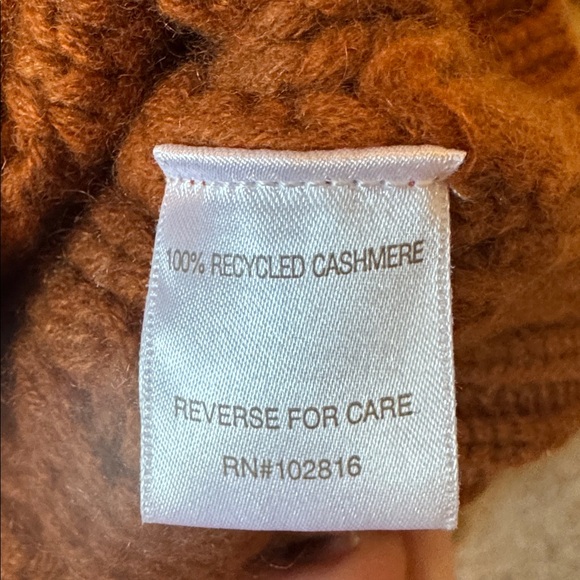 100% RECYCLED CASHMERE
REVERSE FOR CARE
RN#102816